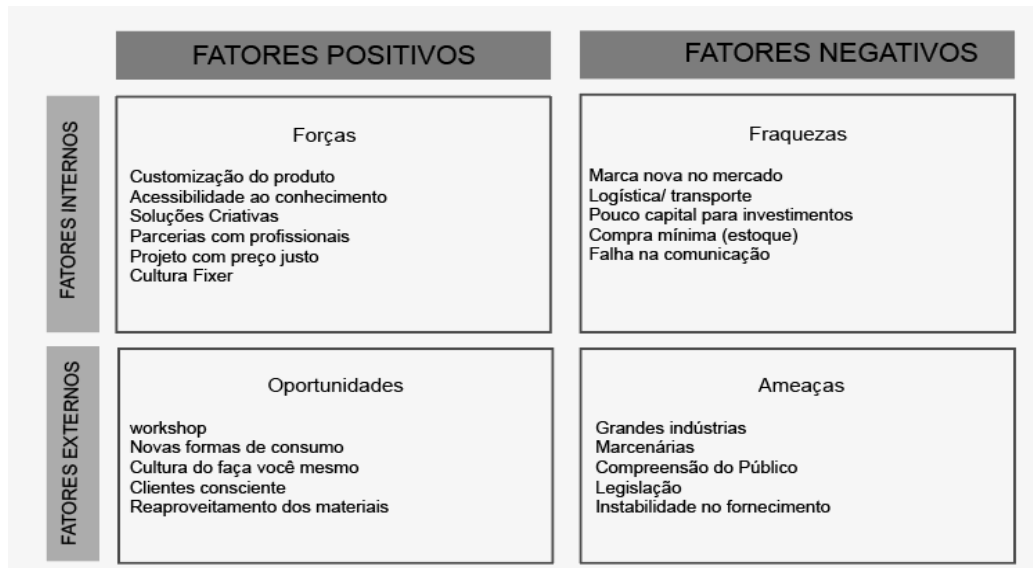 FATORES POSITIVOS
FATORES NEGATIVOS
FATORES INTERNOS
Forças
Customização do produto
Acessibilidade ao conhecimento
Soluções Criativas
Parcerias com profissionais
Projeto com preço justo
Cultura Fixer
Fraquezas
Marca nova no mercado
Logística/ transporte
Pouco capital para investimentos
Compra mínima (estoque)
Falha na comunicação
FATORES EXTERNOS
Oportunidades
workshop
Novas formas de consumo
Cultura do faça você mesmo
Clientes consciente
Reaproveitamento dos materiais
Ameaças
Grandes indústrias
Marcenárias
Compreensão do Público
Legislação
Instabilidade no fornecimento